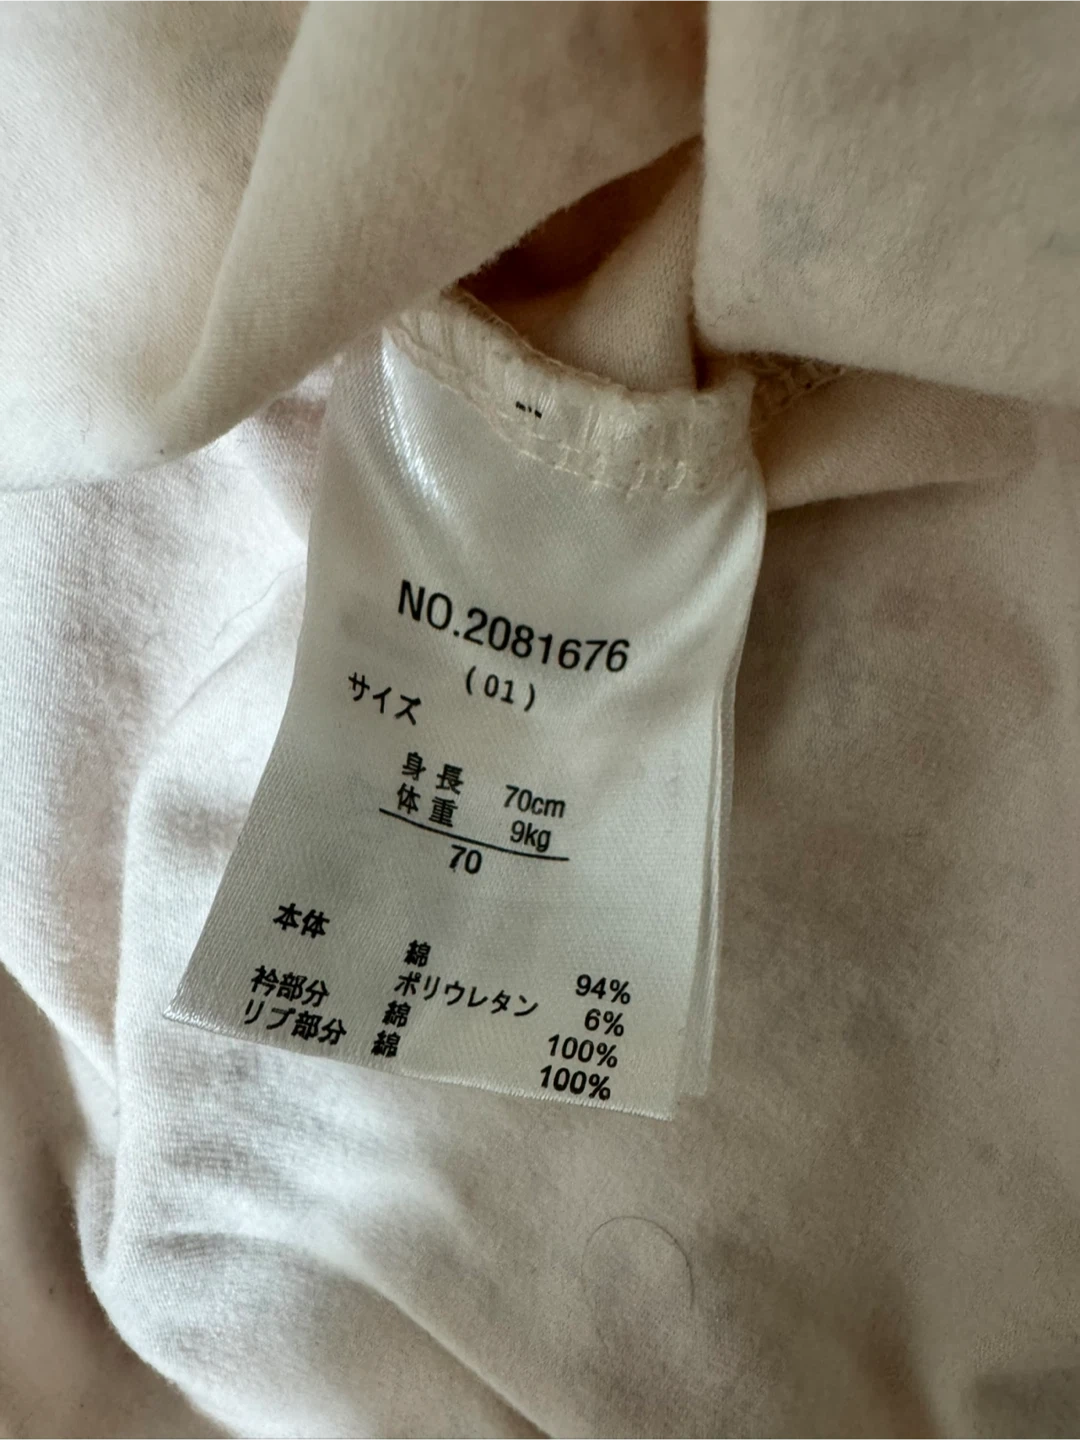 NO.2081676
(01)
サイズ
身長 70cm
体重 9kg
70
本体
綿 94%
ポリウレタン 6%
衿部分 綿 100%
リブ部分 綿 100%